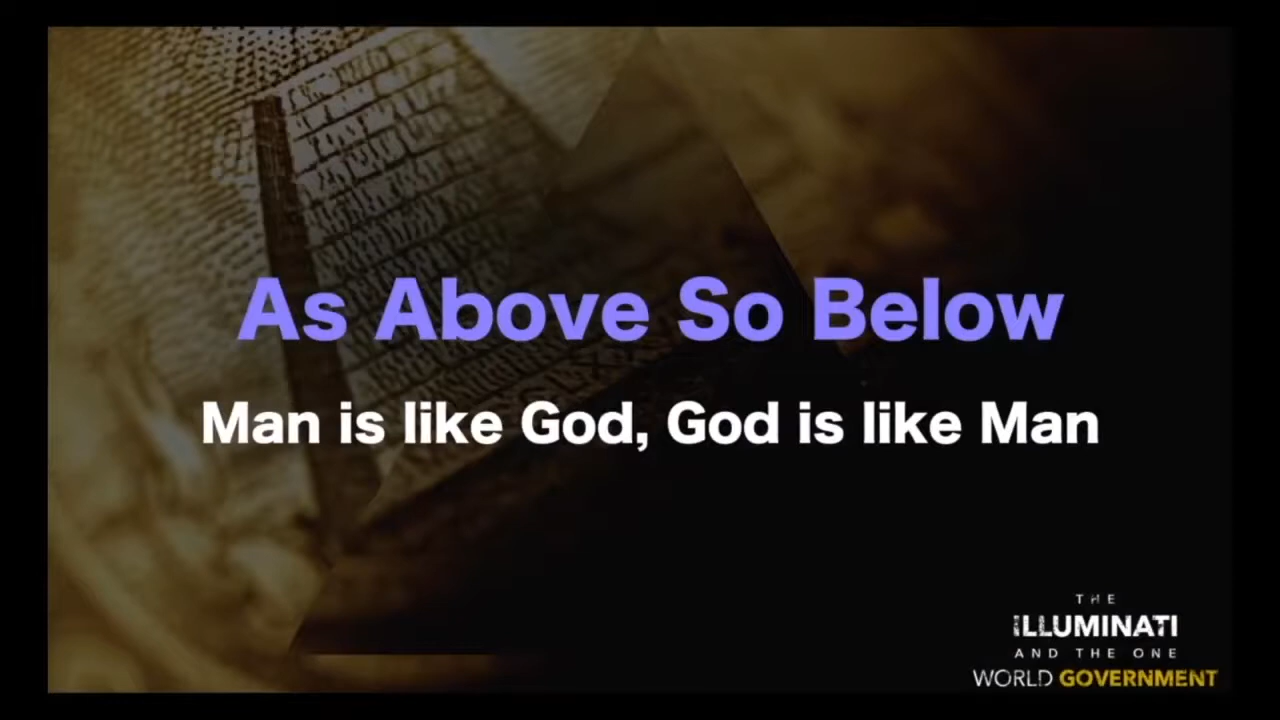 As Above So Below
Man is like God, God is like Man
THE
ILLUMINATI
AND THE ONE
WORLD GOVERNMENT